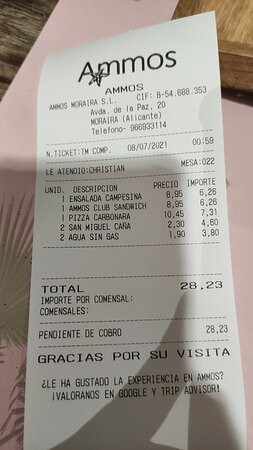 Ammos
AMMOS
AMMOS MORAIRA S.L. CIF: B-54.688.353
Avda. de la Paz, 20
MORAIRA (Alicante)
Telefono- 966933114
N.TICKET:TM COMP. 08/07/2021 00:59
LE ATENDIO:CHRISTIAN MESA:022
UNID. DESCRIPCION PRECIO IMPORTE
1 ENSALADA CAMPESINA 8,95 6,26
1 AMMOS CLUB SANDWICH 8,95 6,26
1 PIZZA CARBONARA 10,45 7,31
2 SAN MIGUEL CAÑA 2,30 4,60
2 AGUA SIN GAS 1,90 3,80
TOTAL 28,23
IMPORTE POR COMENSAL:
COMENSALES:
PENDIENTE DE COBRO 28,23
GRACIAS POR SU VISITA
¿LE HA GUSTADO LA EXPERIENCIA EN AMMOS?
¡VALORANOS EN GOOGLE Y TRIP ADVISOR!